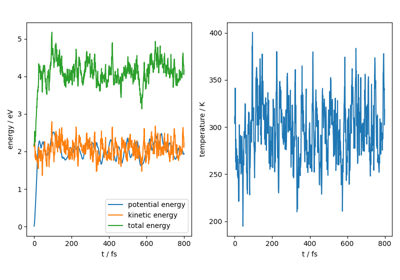 energy / eV
5
4
3
2
1
0
potential energy
kinetic energy
total energy
0 200 400 600 800
t / fs
temperature / K
400
350
300
250
200
0 200 400 600 800
t / fs